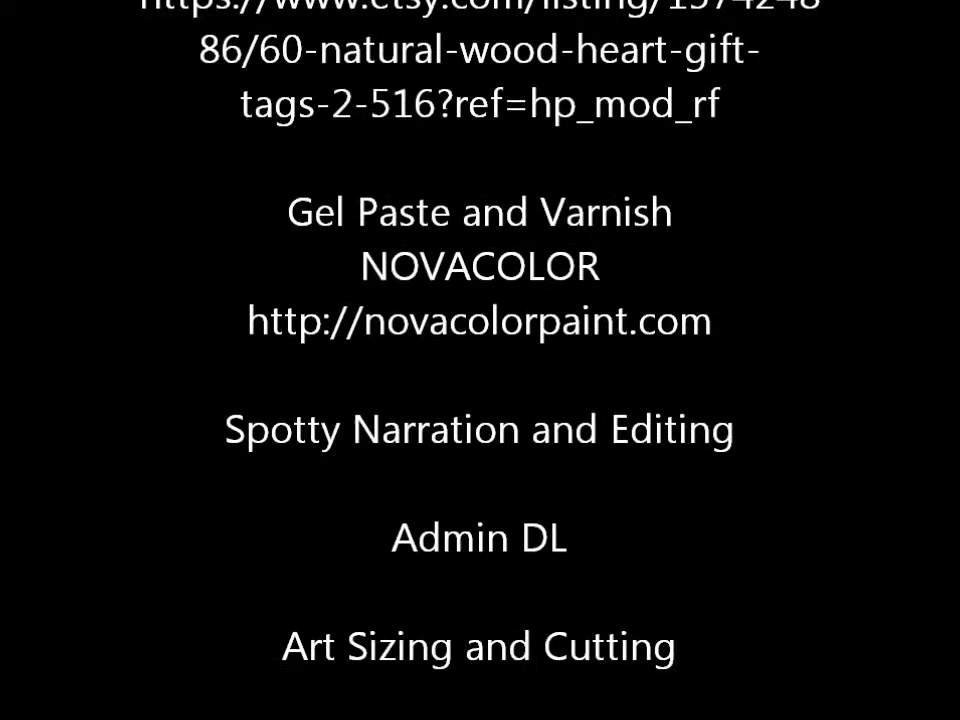 86/60-natural-wood-heart-gift-
tags-2-516?ref=hp_mod_rf
Gel Paste and Varnish
NOVACOLOR
http://novacolorpaint.com
Spotty Narration and Editing
Admin DL
Art Sizing and Cutting